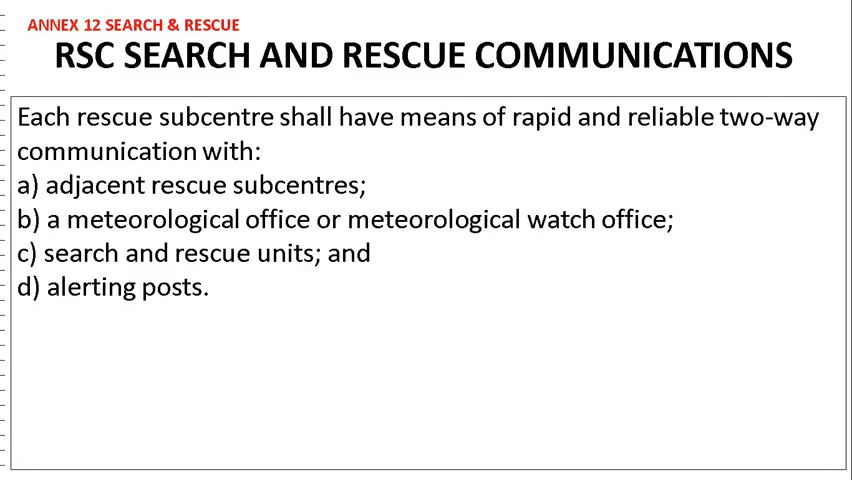 ANNEX 12 SEARCH & RESCUE
RSC SEARCH AND RESCUE COMMUNICATIONS
Each rescue subcentre shall have means of rapid and reliable two-way
communication with:
a) adjacent rescue subcentres;
b) a meteorological office or meteorological watch office;
c) search and rescue units; and
d) alerting posts.